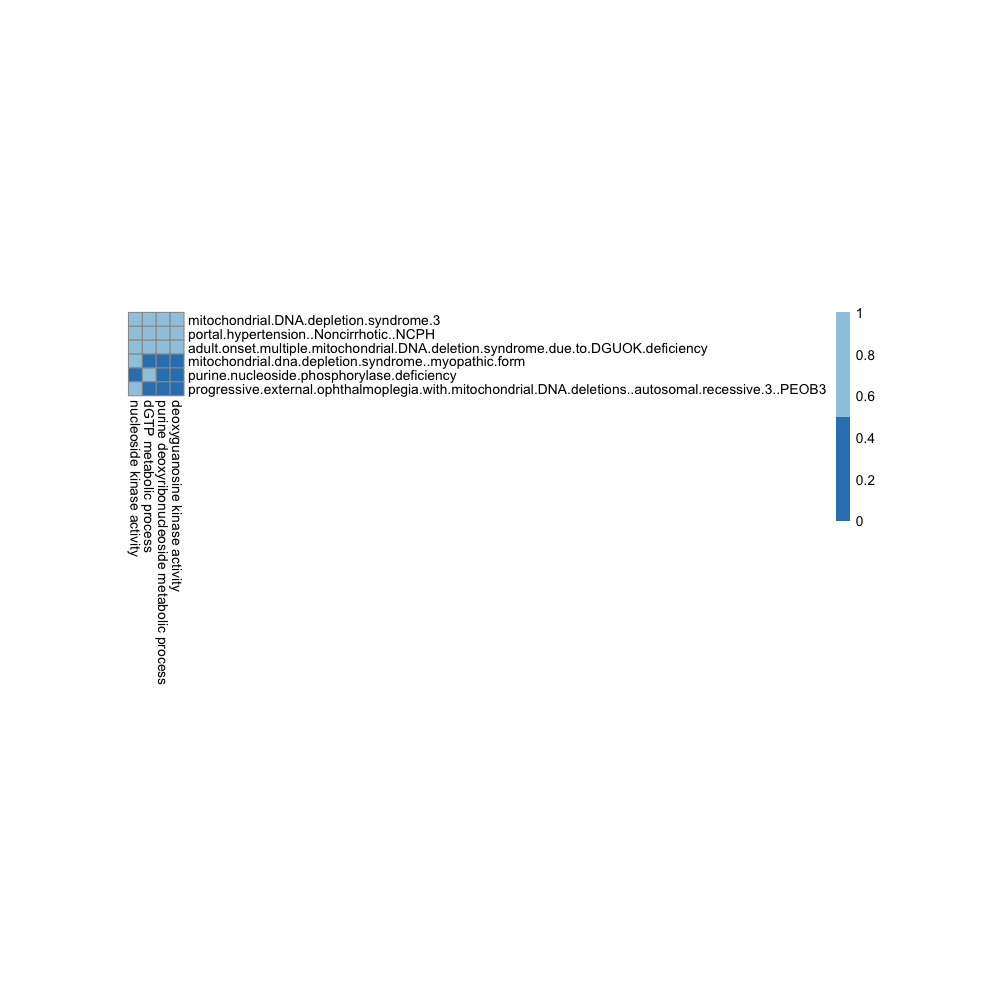 mitochondrial.DNA.depletion.syndrome.3
portal.hypertension..Noncirrhotic..NCPH
adult.onset.multiple.mitochondrial.DNA.deletion.syndrome.due.to.DGUOK.deficiency
mitochondrial.dna.depletion.syndrome..myopathic.form
purine.nucleoside.phosphorylase.deficiency
progressive.external.ophthalmoplegia.with.mitochondrial.DNA.deletions..autosomal.recessive.3..PEOB3
nucleoside kinase activity
dGTP metabolic process
purine deoxyribonucleoside metabolic process
deoxyguanosine kinase activity
1
0.8
0.6
0.4
0.2
0